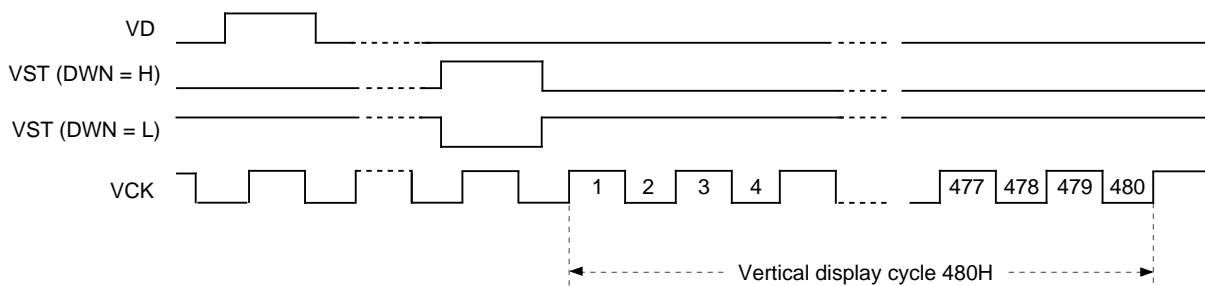 VD
VST (DWN = H)
VST (DWN = L)
VCK
1 2 3 4 477 478 479 480
Vertical display cycle 480H